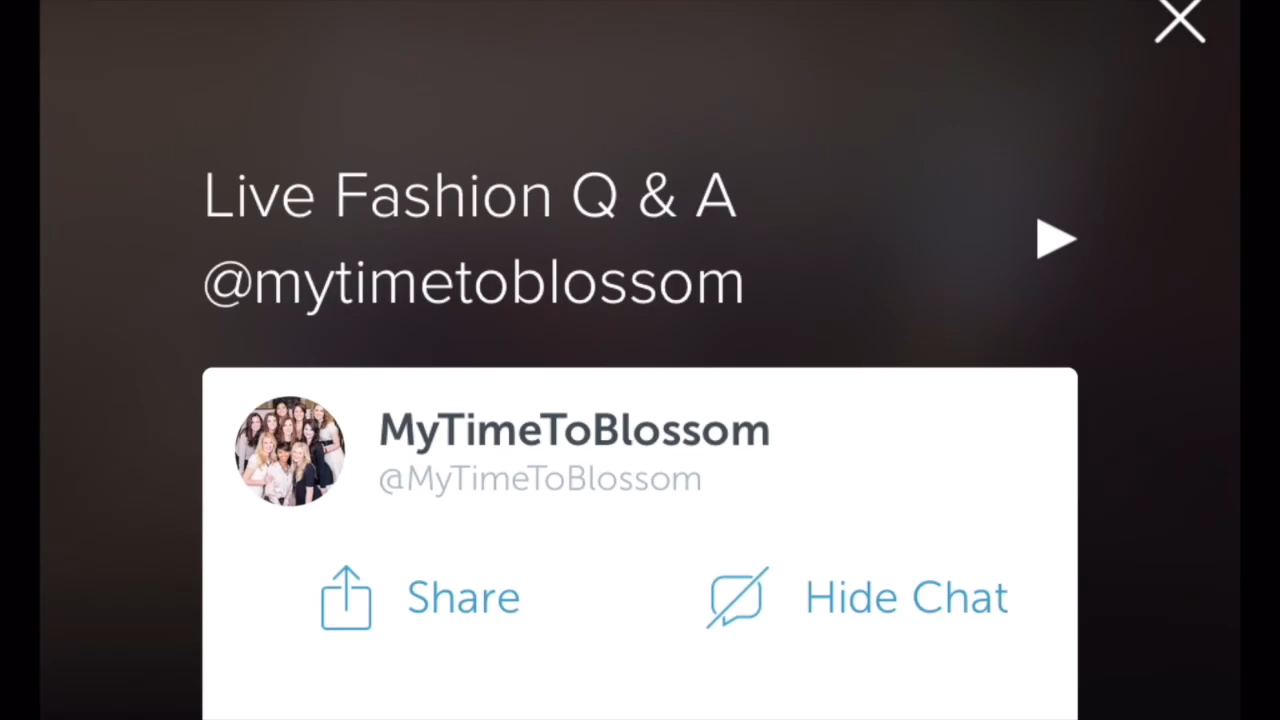 Live Fashion Q & A
@mytimetoblossom
MyTimeToBlossom
@MyTimeToBlossom
Share
Hide Chat